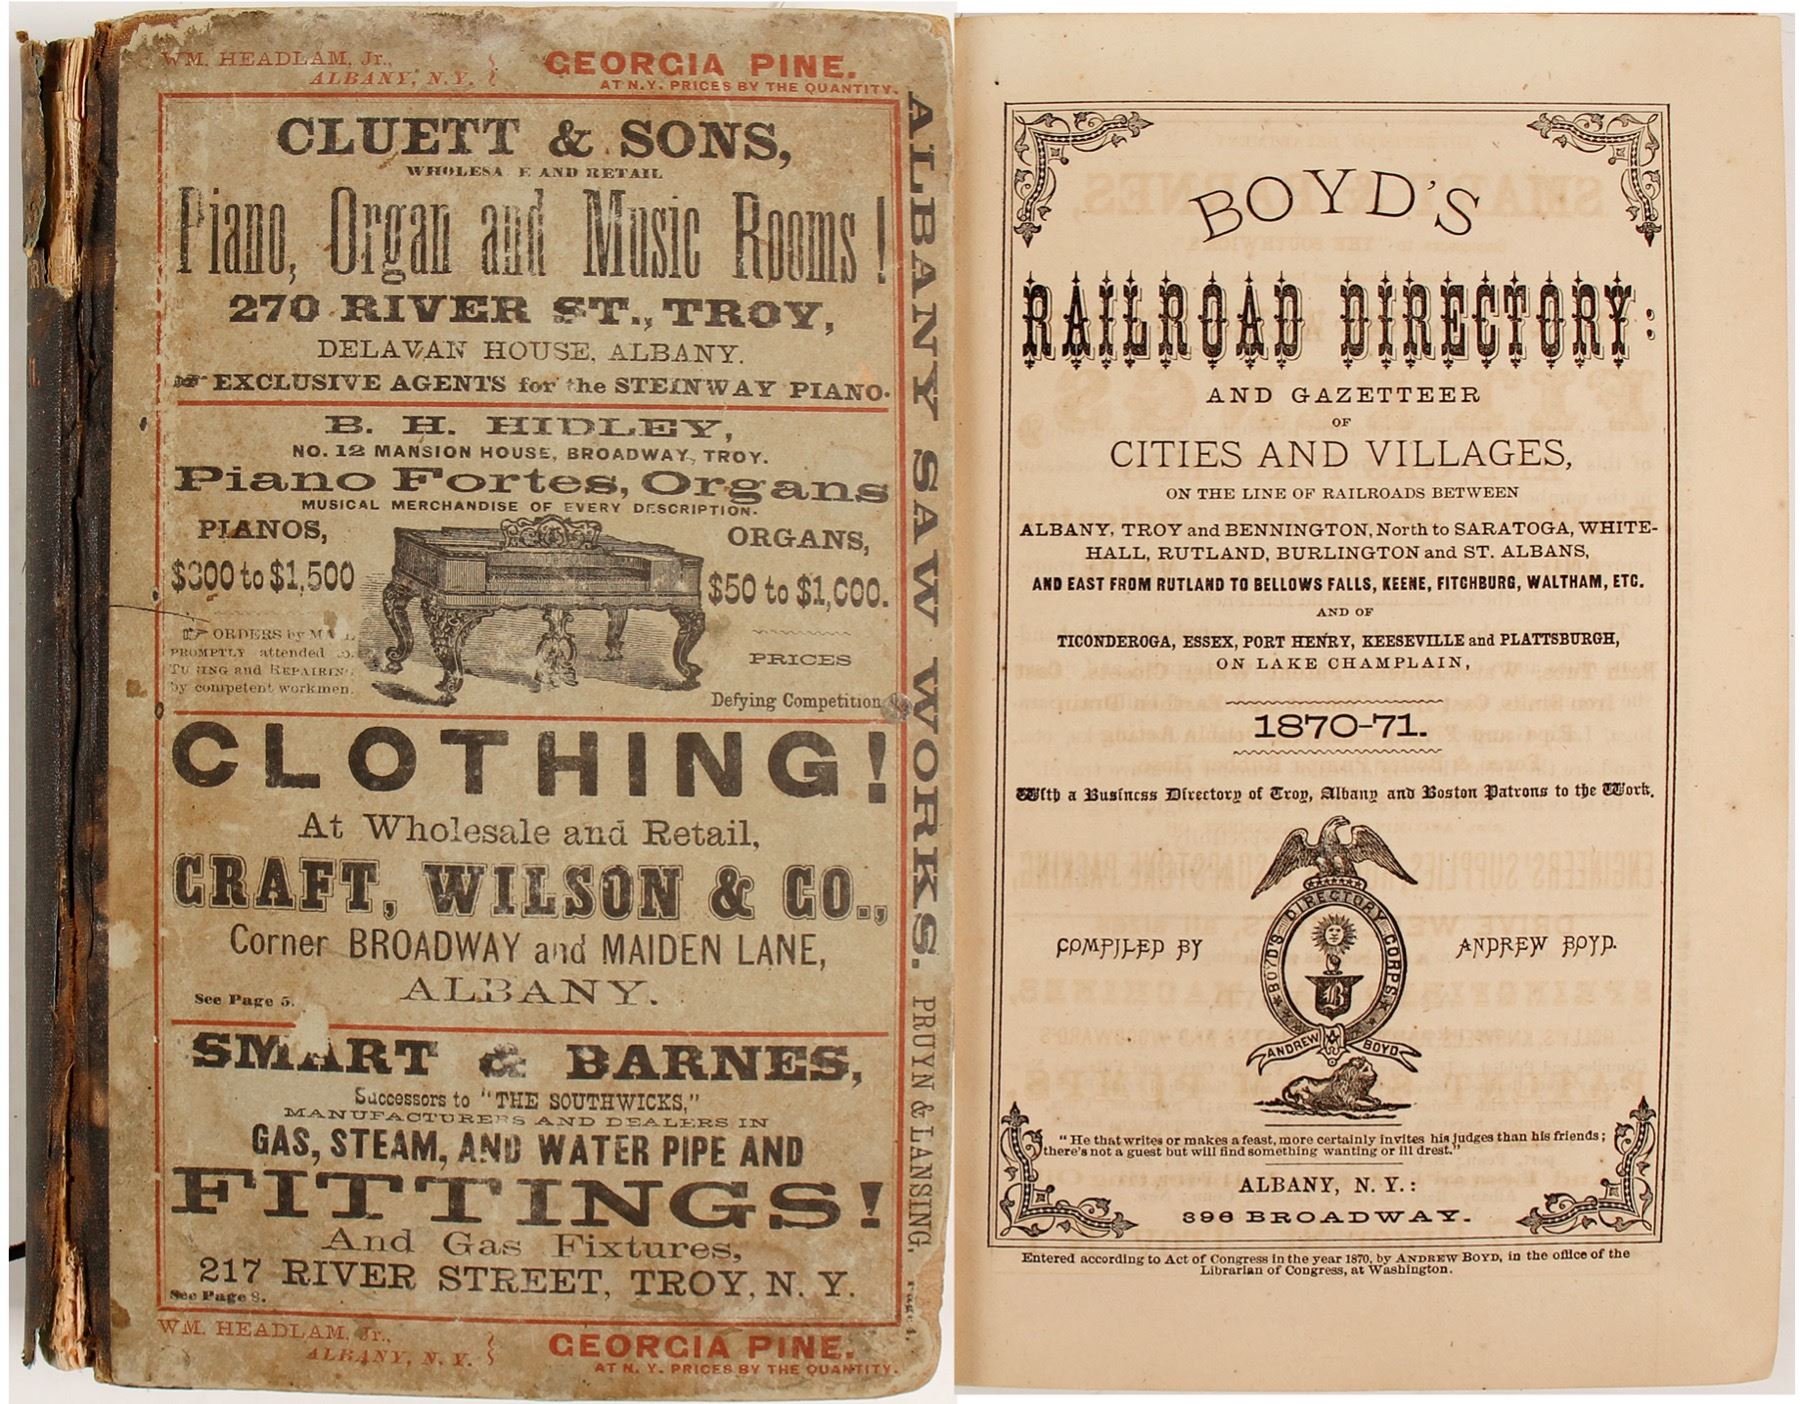 WM. HEADLAM, Jr.,
ALBANY, N.Y.
GEORGIA PINE.
AT N.Y. PRICES BY THE QUANTITY.
CLUETT & SONS,
WHOLESA E AND RETAIL
Piano, Organ and Music Rooms!
270 RIVER ST., TROY,
DELAVAN HOUSE, ALBANY.
☞ EXCLUSIVE AGENTS for the STEINWAY PIANO.
B. H. HIDLEY,
NO. 12 MANSION HOUSE, BROADWAY, TROY.
Piano Fortes, Organs
MUSICAL MERCHANDISE OF EVERY DESCRIPTION.
PIANOS,
$300 to $1,500
☞ ORDERS by MAIL
PROMPTLY attended to.
TUNING and REPAIRING
by competent workmen.
ORGANS,
$50 to $1,000.
PRICES
Defying Competition
CLOTHING!
At Wholesale and Retail,
CRAFT, WILSON & CO.,
Corner BROADWAY and MAIDEN LANE,
ALBANY.
See Page 5.
SMART & BARNES,
Successors to "THE SOUTHWICKS,"
MANUFACTURERS AND DEALERS IN
GAS, STEAM, AND WATER PIPE AND
FITTINGS!
And Gas Fixtures,
217 RIVER STREET, TROY, N. Y.
See Page 8.
WM. HEADLAM, Jr.,
ALBANY, N. Y.
GEORGIA PINE.
AT N. Y. PRICES BY THE QUANTITY.
ALBANY SAW WORKS. PRUYN & LANSING, Page 4.
BOYD'S
RAILROAD DIRECTORY:
AND GAZETTEER
OF
CITIES AND VILLAGES,
ON THE LINE OF RAILROADS BETWEEN
ALBANY, TROY and BENNINGTON, North to SARATOGA, WHITE-
HALL, RUTLAND, BURLINGTON and ST. ALBANS,
AND EAST FROM RUTLAND TO BELLOWS FALLS, KEENE, FITCHBURG, WALTHAM, ETC.
AND OF
TICONDEROGA, ESSEX, PORT HENRY, KEESEVILLE and PLATTSBURGH,
ON LAKE CHAMPLAIN,
1870-71.
With a Business Directory of Troy, Albany and Boston Patrons to the Work.
COMPILED BY
BOYD'S DIRECTORY CORPS
B
ANDREW BOYD
ANDREW BOYD.
"He that writes or makes a feast, more certainly invites his judges than his friends;
there's not a guest but will find something wanting or ill drest."
ALBANY, N. Y.:
396 BROADWAY.
Entered according to Act of Congress in the year 1870, by ANDREW BOYD, in the office of the
Librarian of Congress, at Washington.